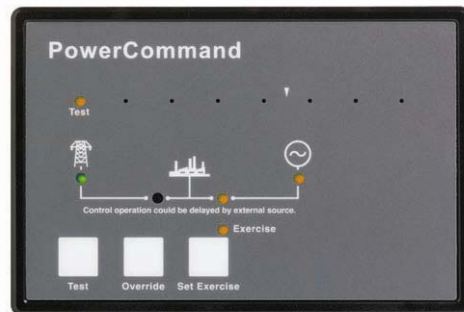 PowerCommand
Test
Control operation could be delayed by external source.
Exercise
Test Override Set Exercise